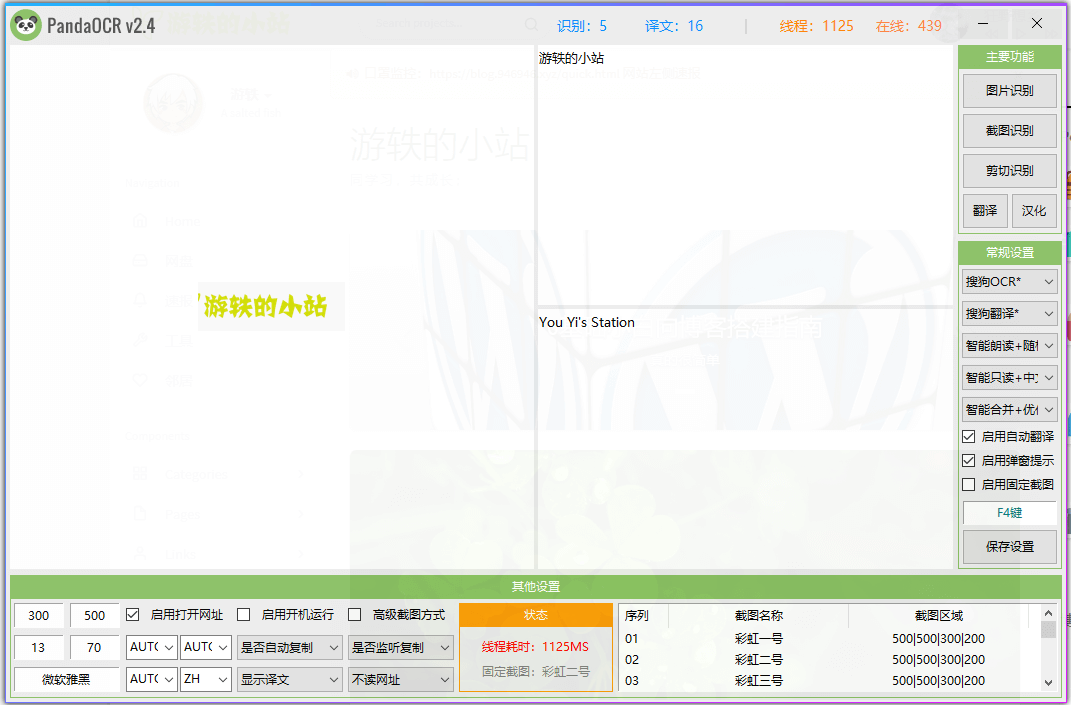 PandaOCR v2.4
识别：5 译文：16 | 线程：1125 在线：439
游轶的小站
游轶的小站
游轶的小站
You Yi's Station
主要功能
图片识别
截图识别
剪切识别
翻译 汉化
常规设置
搜狗OCR*
搜狗翻译*
智能朗读+随
智能只读+中
智能合并+优
启用自动翻译
启用弹窗提示
启用固定截图
F4键
保存设置
其他设置
300 500 启用打开网址 启用开机运行 高级截图方式
13 70 AUTO AUTO 是否自动复制 是否监听复制
微软雅黑 AUTO ZH 显示译文 不读网址
状态
线程耗时：1125MS
固定截图：彩虹二号
序列 截图名称 截图区域
01 彩虹一号 500|500|300|200
02 彩虹二号 500|500|300|200
03 彩虹三号 500|500|300|200